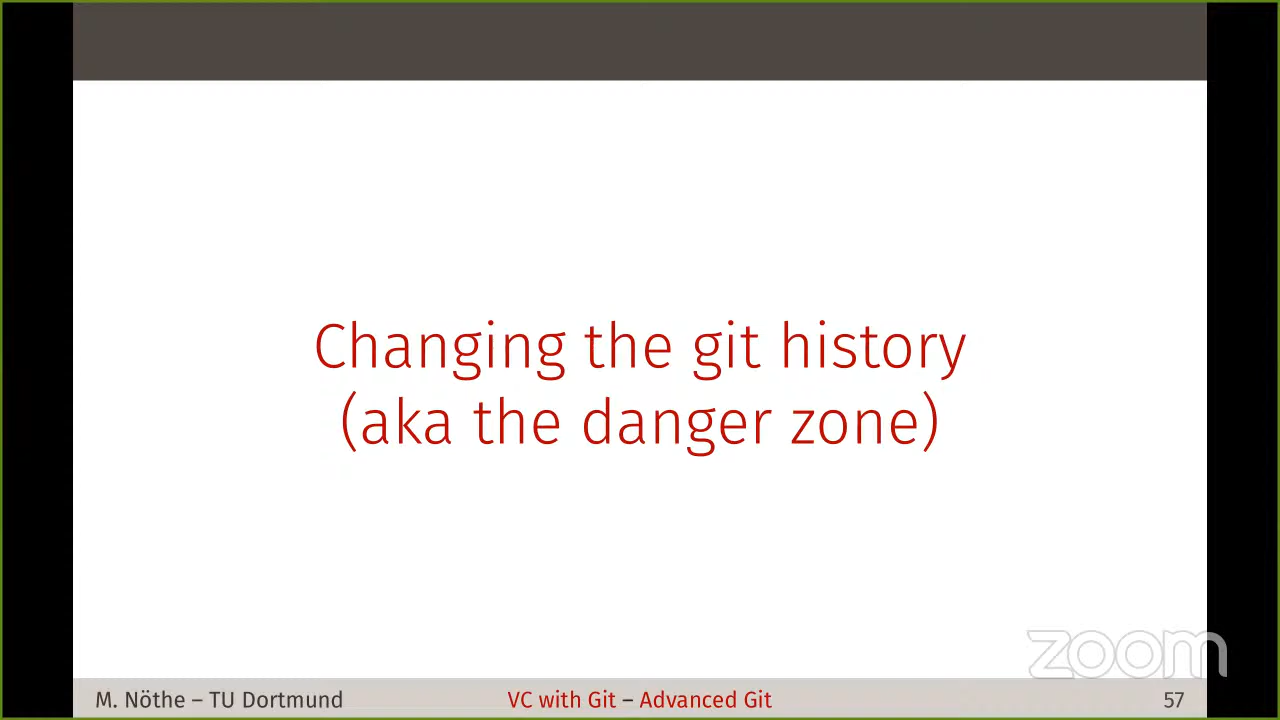 Changing the git history
(aka the danger zone)
zoom
M. Nöthe – TU Dortmund VC with Git – Advanced Git 57